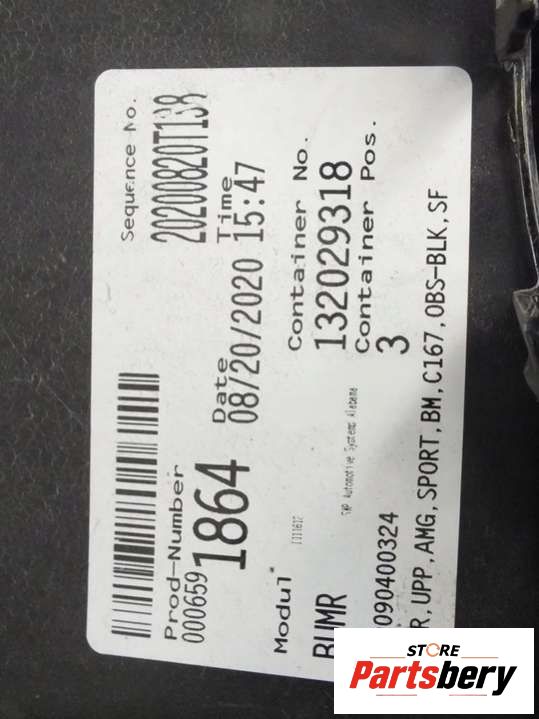 Sequence No.
20200820T138
Prod-Number
000659
1864
Date Time
08/20/2020 15:47
Container No.
132029318
Container Pos.
3
Modul
BUMR
SMP Automotive Systems Alabama
090400324
R,UPP,AMG,SPORT,BM,C167,OBS-BLK,SF
STORE
Partsbery